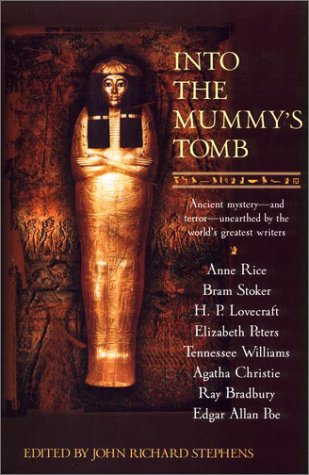 INTO
THE
MUMMY'S
TOMB
Ancient mystery—and
terror—unearthed by the
world's greatest writers
Anne Rice
Bram Stoker
H. P. Lovecraft
Elizabeth Peters
Tennessee Williams
Agatha Christie
Ray Bradbury
Edgar Allan Poe
EDITED BY JOHN RICHARD STEPHENS